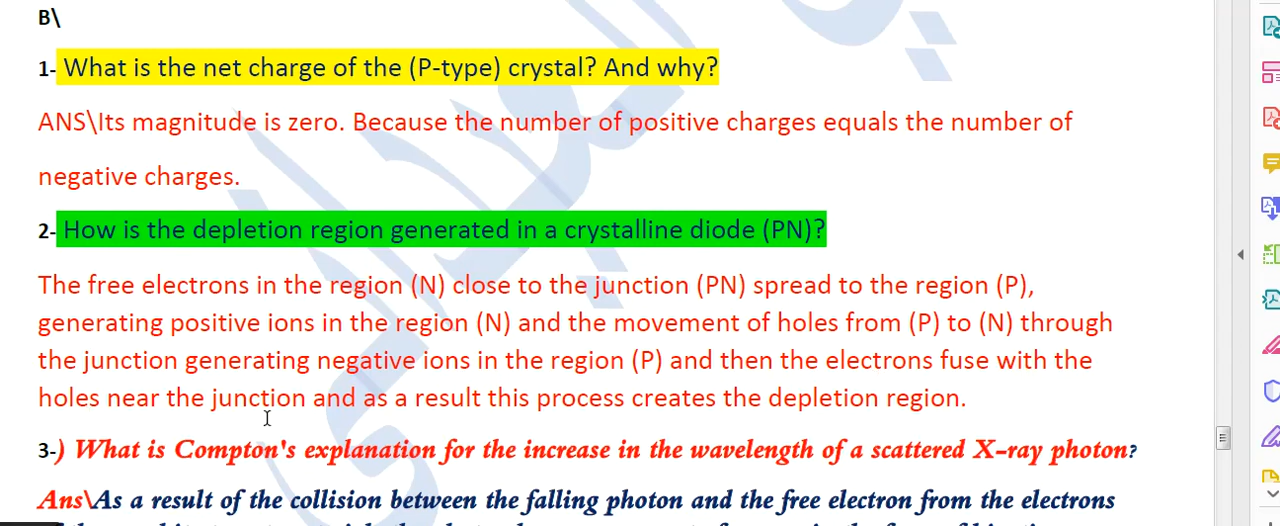 B\
1- What is the net charge of the (P-type) crystal? And why?
ANS\Its magnitude is zero. Because the number of positive charges equals the number of
negative charges.
2- How is the depletion region generated in a crystalline diode (PN)?
The free electrons in the region (N) close to the junction (PN) spread to the region (P),
generating positive ions in the region (N) and the movement of holes from (P) to (N) through
the junction generating negative ions in the region (P) and then the electrons fuse with the
holes near the junction and as a result this process creates the depletion region.
3-) What is Compton's explanation for the increase in the wavelength of a scattered X-ray photon?
Ans\As a result of the collision between the falling photon and the free electron from the electrons